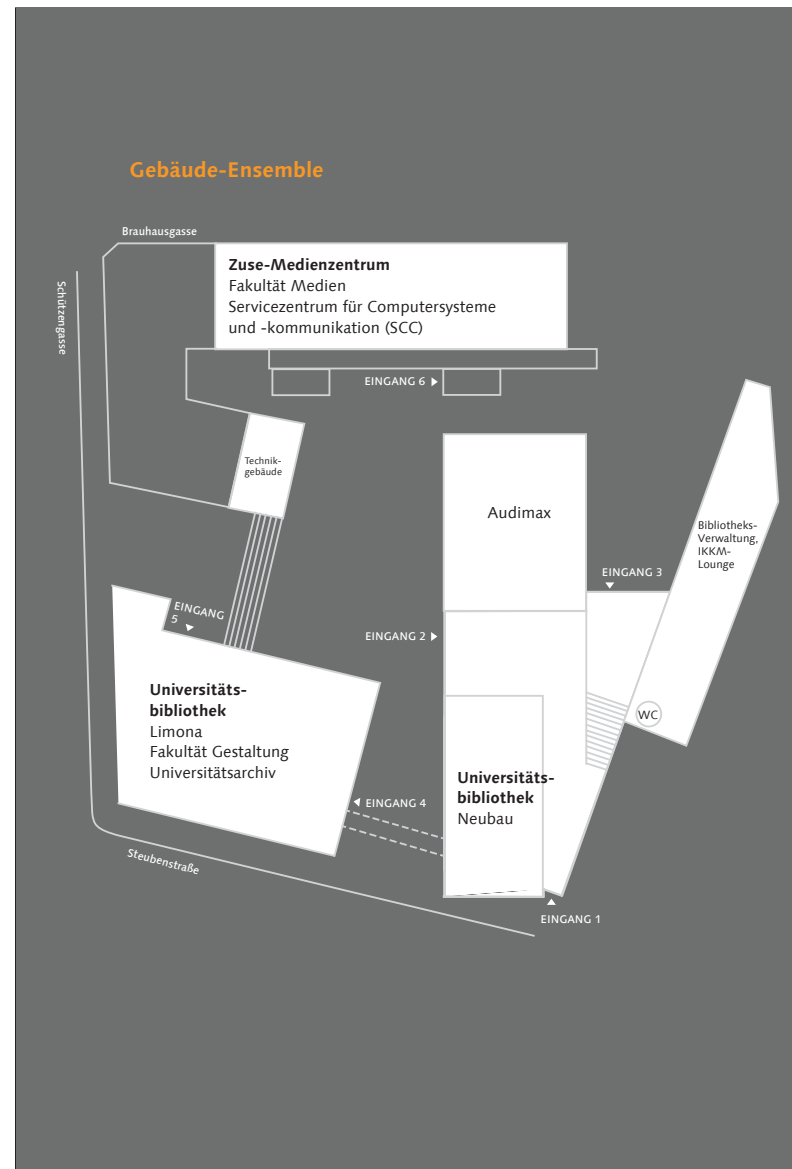 Gebäude-Ensemble
Brauhausgasse
Schützengasse
Zuse-Medienzentrum
Fakultät Medien
Servicezentrum für Computersysteme
und -kommunikation (SCC)
EINGANG 6
Technik-
gebäude
Audimax
Bibliotheks-
Verwaltung,
IKKM-
Lounge
EINGANG 3
EINGANG
5
EINGANG 2
Universitäts-
bibliothek
Limona
Fakultät Gestaltung
Universitätsarchiv
WC
Universitäts-
bibliothek
Neubau
EINGANG 4
Steubenstraße
EINGANG 1